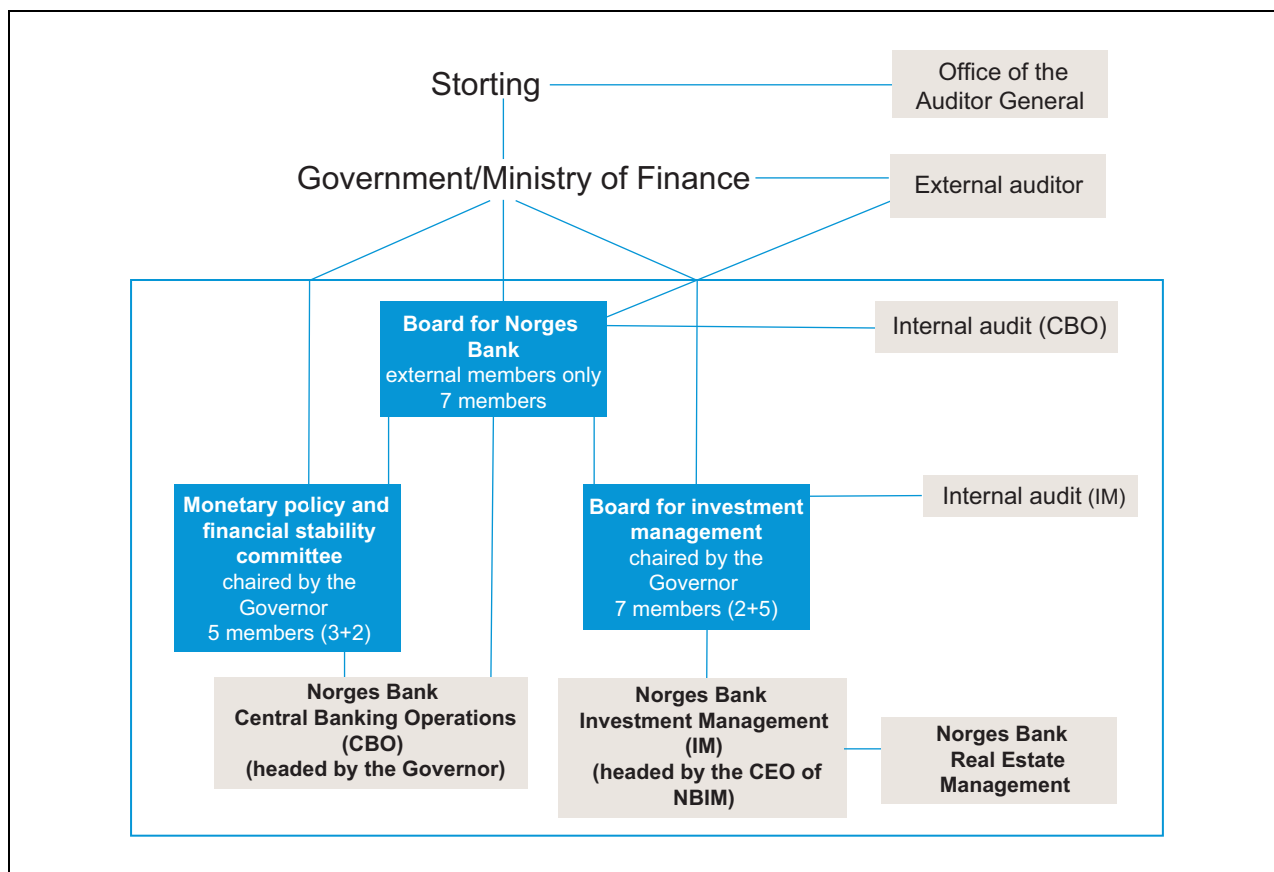 Storting
Office of the
Auditor General
Government/Ministry of Finance
External auditor
Board for Norges
Bank
external members only
7 members
Internal audit (CBO)
Monetary policy and
financial stability
committee
chaired by the
Governor
5 members (3+2)
Board for investment
management
chaired by the
Governor
7 members (2+5)
Internal audit (IM)
Norges Bank
Central Banking Operations
(CBO)
(headed by the Governor)
Norges Bank
Investment Management
(IM)
(headed by the CEO of
NBIM)
Norges Bank
Real Estate
Management